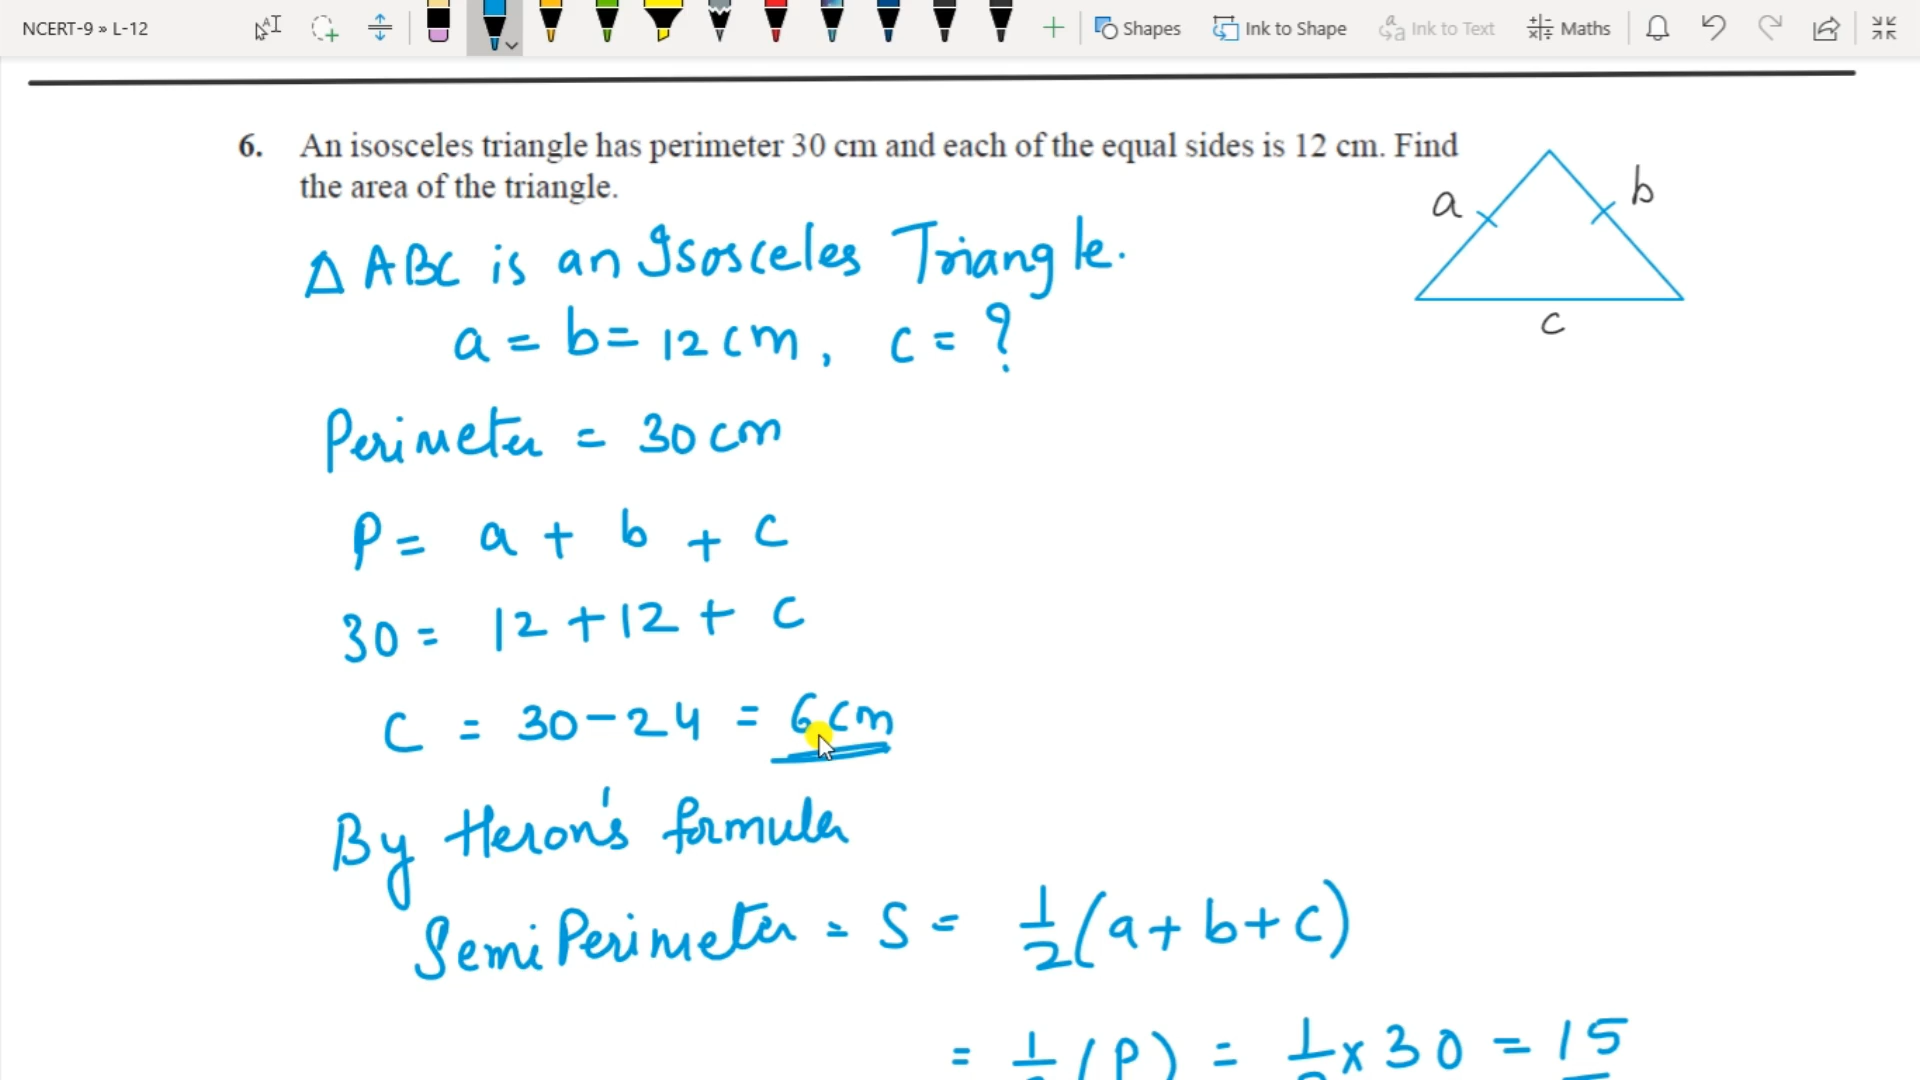 NCERT-9 » L-12
Shapes
Ink to Shape
Ink to Text
Maths
6. An isosceles triangle has perimeter 30 cm and each of the equal sides is 12 cm. Find
the area of the triangle.
a
b
c
Δ ABC is an Isosceles Triangle.
a = b = 12 cm, c = ?
Perimeter = 30 cm
P = a + b + c
30 = 12 + 12 + c
C = 30 - 24 = 6 cm
By Heron's formula
Semi Perimeter = S = 1/2 (a + b + c)
= 1/2 (P) = 1/2 x 30 = 15